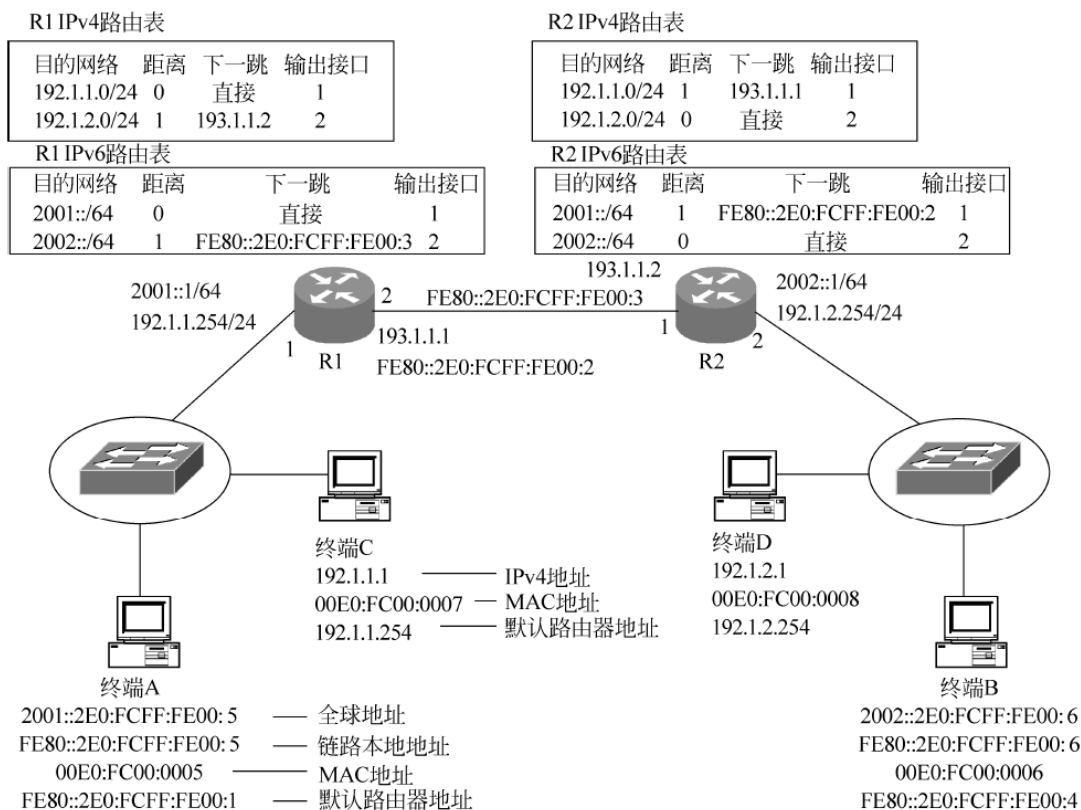 R1 IPv4路由表
目的网络 距离 下一跳 输出接口
192.1.1.0/24 0 直接 1
192.1.2.0/24 1 193.1.1.2 2
R2 IPv4路由表
目的网络 距离 下一跳 输出接口
192.1.1.0/24 1 193.1.1.1 1
192.1.2.0/24 0 直接 2
R1 IPv6路由表
目的网络 距离 下一跳 输出接口
2001::/64 0 直接 1
2002::/64 1 FE80::2E0:FCFF:FE00:3 2
R2 IPv6路由表
目的网络 距离 下一跳 输出接口
2001::/64 1 FE80::2E0:FCFF:FE00:2 1
2002::/64 0 直接 2
2001::1/64
192.1.1.254/24
1
R1
2
193.1.1.1
FE80::2E0:FCFF:FE00:2
193.1.1.2
FE80::2E0:FCFF:FE00:3
1
R2
2
2002::1/64
192.1.2.254/24
终端C
192.1.1.1 IPv4地址
00E0:FC00:0007 MAC地址
192.1.1.254 默认路由器地址
终端D
192.1.2.1
00E0:FC00:0008
192.1.2.254
终端A
2001::2E0:FCFF:FE00:5 全球地址
FE80::2E0:FCFF:FE00:5 链路本地地址
00E0:FC00:0005 MAC地址
FE80::2E0:FCFF:FE00:1 默认路由器地址
终端B
2002::2E0:FCFF:FE00:6
FE80::2E0:FCFF:FE00:6
00E0:FC00:0006
FE80::2E0:FCFF:FE00:4